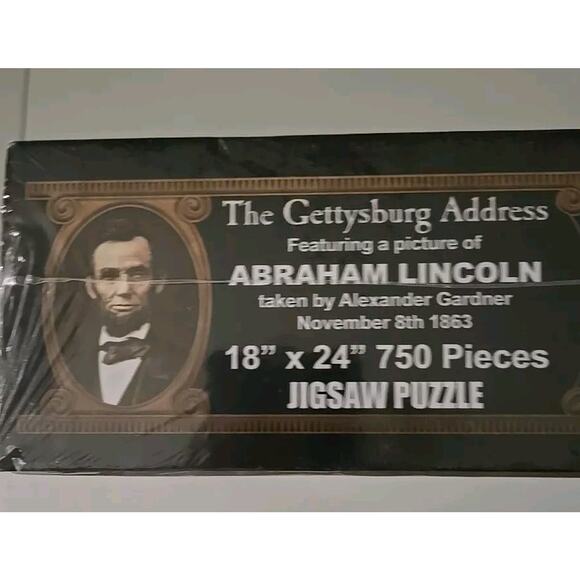 The Gettysburg Address
Featuring a picture of
ABRAHAM LINCOLN
taken by Alexander Gardner
November 8th 1863
18” x 24” 750 Pieces
JIGSAW PUZZLE